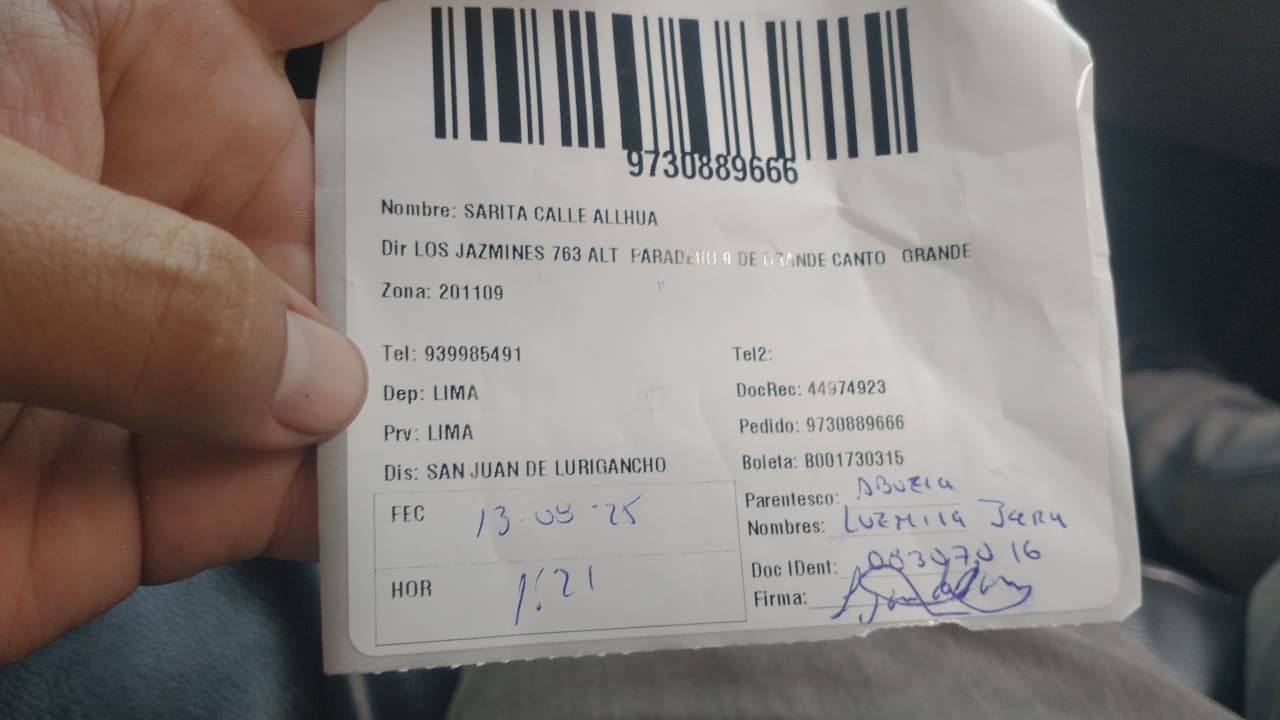 9730889666
Nombre: SARITA CALLE ALLHUA
Dir LOS JAZMINES 763 ALT PARADERO 9 DE GRANDE CANTO GRANDE
Zona: 201109
Tel: 939985491 Tel2:
Dep: LIMA DocRec: 44974923
Prv: LIMA Pedido: 9730889666
Dis: SAN JUAN DE LURIGANCHO Boleta: B001730315
Parentesco: ABUELA
FEC 13-09-25 Nombres: LUZMILA JARA
Doc IDent:
HOR 1:21 Firma: